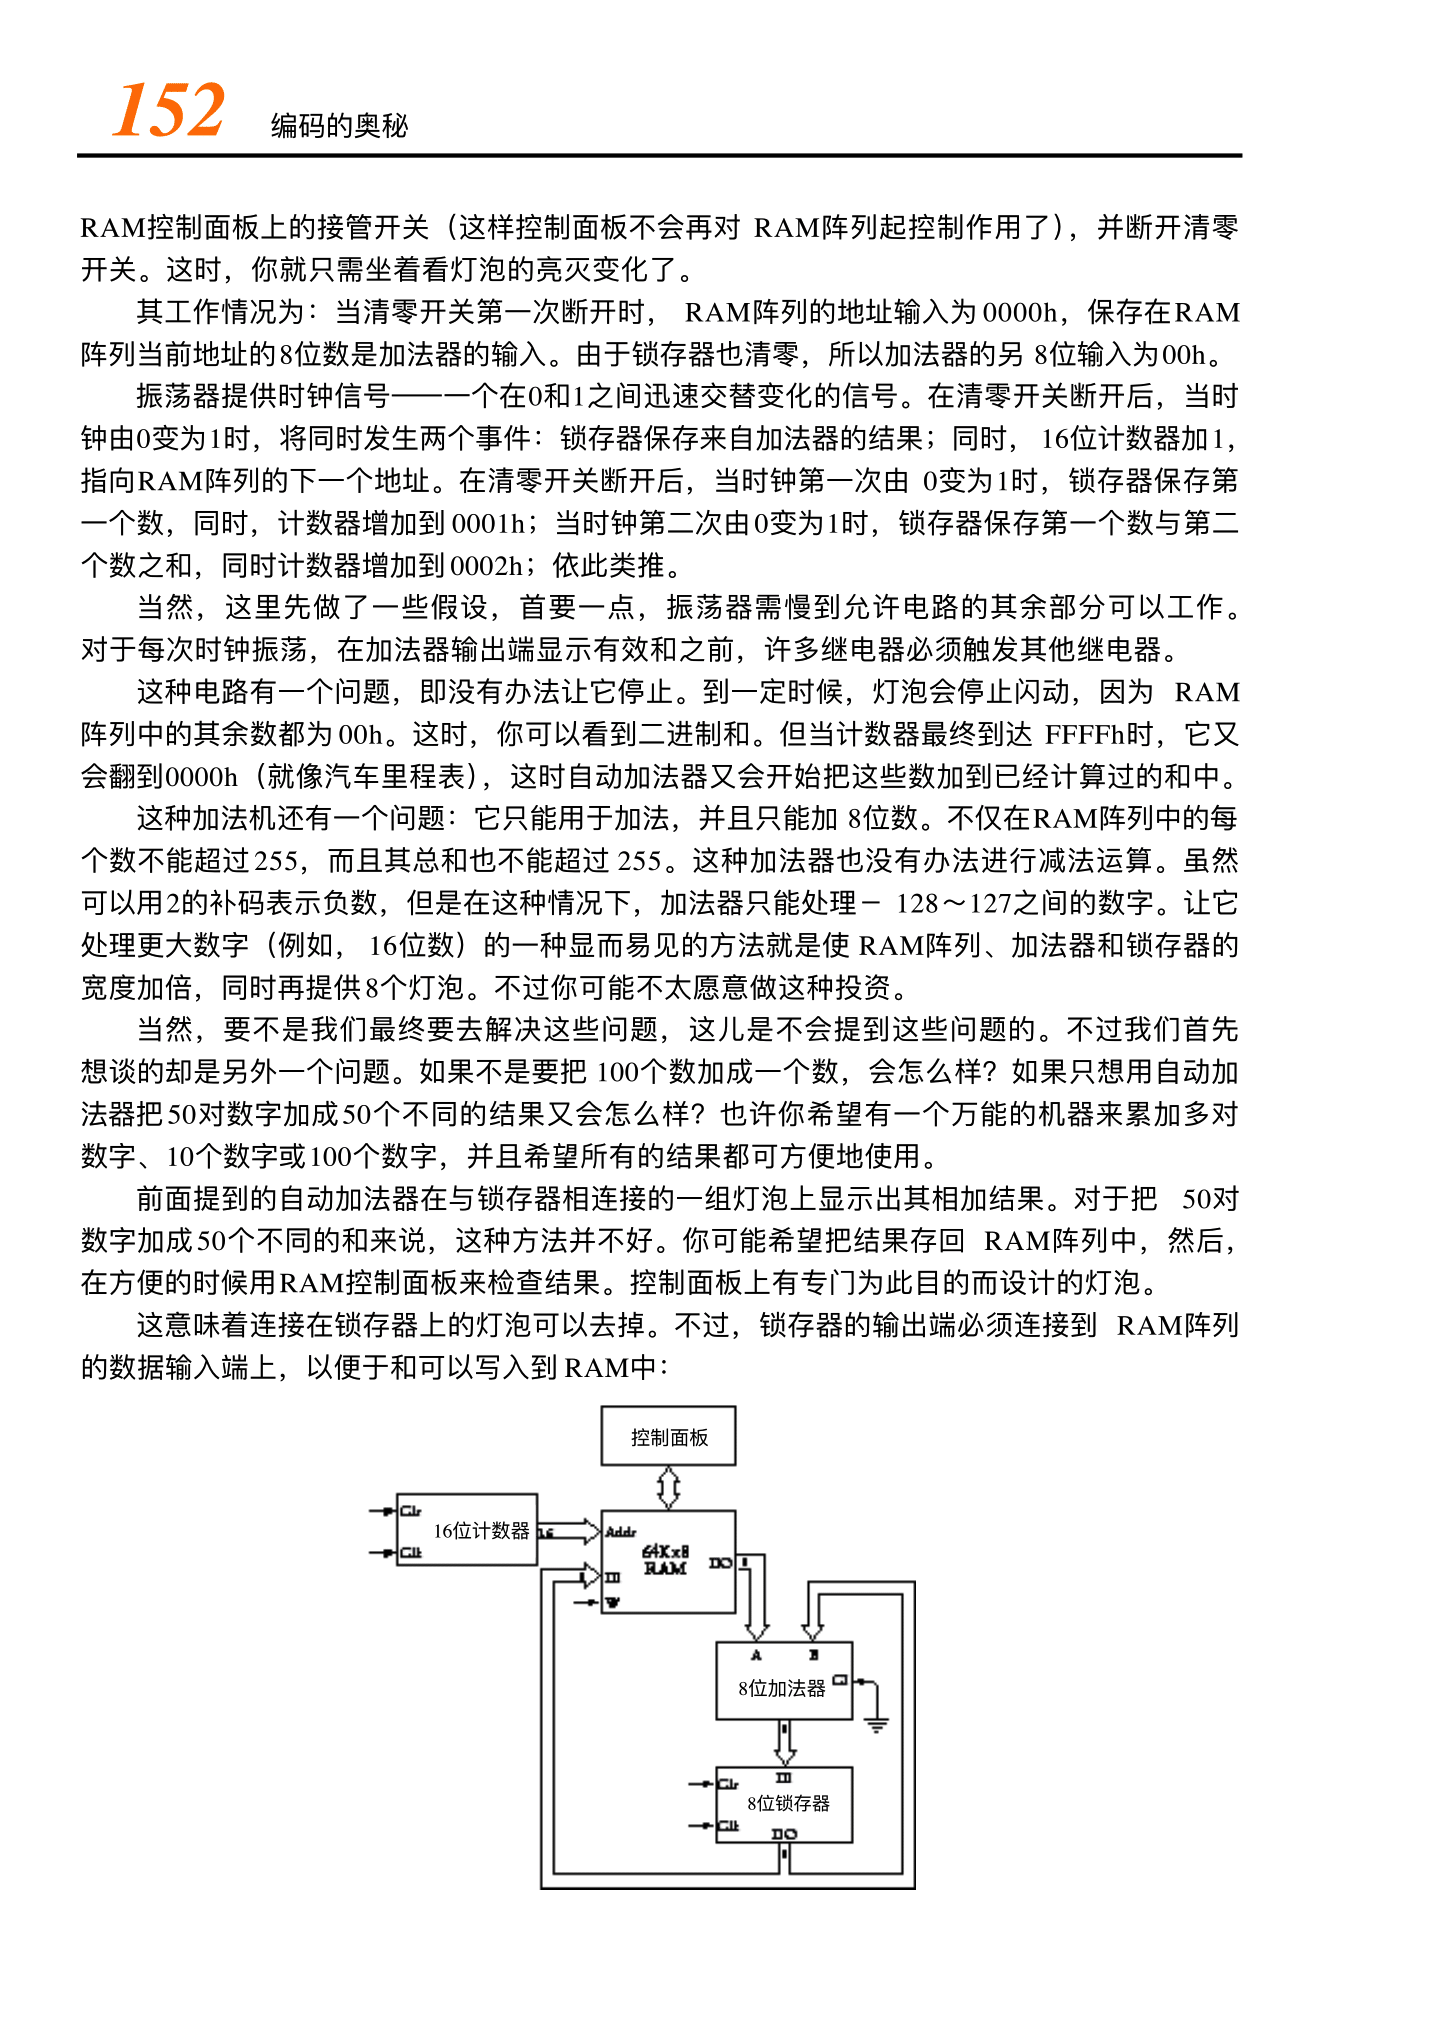 152 编码的奥秘
RAM控制面板上的接管开关（这样控制面板不会再对 RAM阵列起控制作用了），并断开清零
开关。这时，你就只需坐着看灯泡的亮灭变化了。
其工作情况为：当清零开关第一次断开时， RAM阵列的地址输入为0000h，保存在RAM
阵列当前地址的8位数是加法器的输入。由于锁存器也清零，所以加法器的另 8位输入为00h。
振荡器提供时钟信号——一个在0和1之间迅速交替变化的信号。在清零开关断开后，当时
钟由0变为1时，将同时发生两个事件：锁存器保存来自加法器的结果；同时， 16位计数器加1，
指向RAM阵列的下一个地址。在清零开关断开后，当时钟第一次由 0变为1时，锁存器保存第
一个数，同时，计数器增加到0001h；当时钟第二次由0变为1时，锁存器保存第一个数与第二
个数之和，同时计数器增加到0002h；依此类推。
当然，这里先做了一些假设，首要一点，振荡器需慢到允许电路的其余部分可以工作。
对于每次时钟振荡，在加法器输出端显示有效和之前，许多继电器必须触发其他继电器。
这种电路有一个问题，即没有办法让它停止。到一定时候，灯泡会停止闪动，因为 RAM
阵列中的其余数都为00h。这时，你可以看到二进制和。但当计数器最终到达 FFFFh时，它又
会翻到0000h（就像汽车里程表），这时自动加法器又会开始把这些数加到已经计算过的和中。
这种加法机还有一个问题：它只能用于加法，并且只能加 8位数。不仅在RAM阵列中的每
个数不能超过255，而且其总和也不能超过 255。这种加法器也没有办法进行减法运算。虽然
可以用2的补码表示负数，但是在这种情况下，加法器只能处理－ 128～127之间的数字。让它
处理更大数字（例如， 16位数）的一种显而易见的方法就是使 RAM阵列、加法器和锁存器的
宽度加倍，同时再提供8个灯泡。不过你可能不太愿意做这种投资。
当然，要不是我们最终要去解决这些问题，这儿是不会提到这些问题的。不过我们首先
想谈的却是另外一个问题。如果不是要把 100个数加成一个数，会怎么样？如果只想用自动加
法器把50对数字加成50个不同的结果又会怎么样？也许你希望有一个万能的机器来累加多对
数字、10个数字或100个数字，并且希望所有的结果都可方便地使用。
前面提到的自动加法器在与锁存器相连接的一组灯泡上显示出其相加结果。对于把 50对
数字加成50个不同的和来说，这种方法并不好。你可能希望把结果存回 RAM阵列中，然后，
在方便的时候用RAM控制面板来检查结果。控制面板上有专门为此目的而设计的灯泡。
这意味着连接在锁存器上的灯泡可以去掉。不过，锁存器的输出端必须连接到 RAM阵列
的数据输入端上，以便于和可以写入到RAM中：
控制面板
Clr
16位计数器
16
Clk
Addr
64Kx8
RAM
DO
8
8
DI
W
A
B
8位加法器
CI
8
Clr
DI
8位锁存器
Clk
DO
8